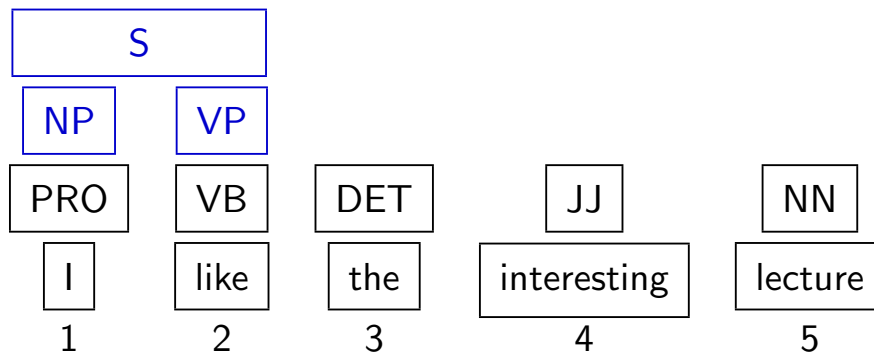 S
NP VP
PRO VB DET JJ NN
I like the interesting lecture
1 2 3 4 5